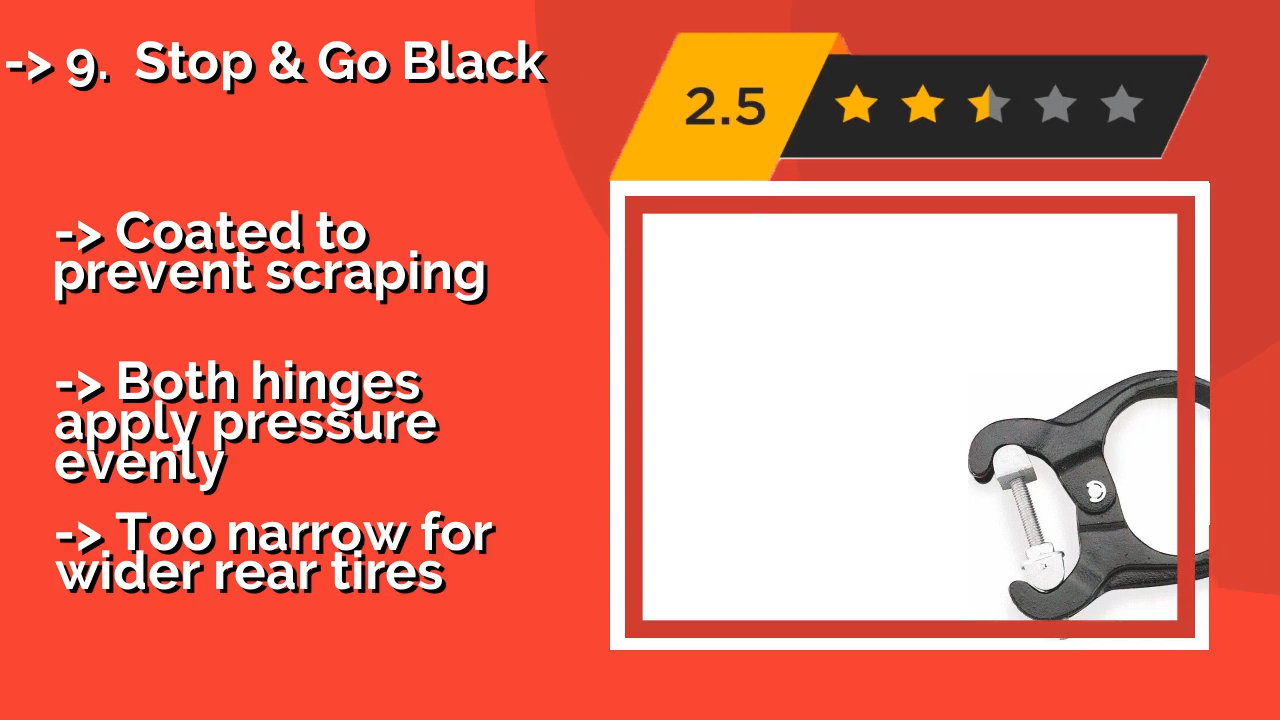 -> 9.  Stop & Go Black
2.5
-> Coated to
prevent scraping
-> Both hinges
apply pressure
evenly
-> Too narrow for
wider rear tires